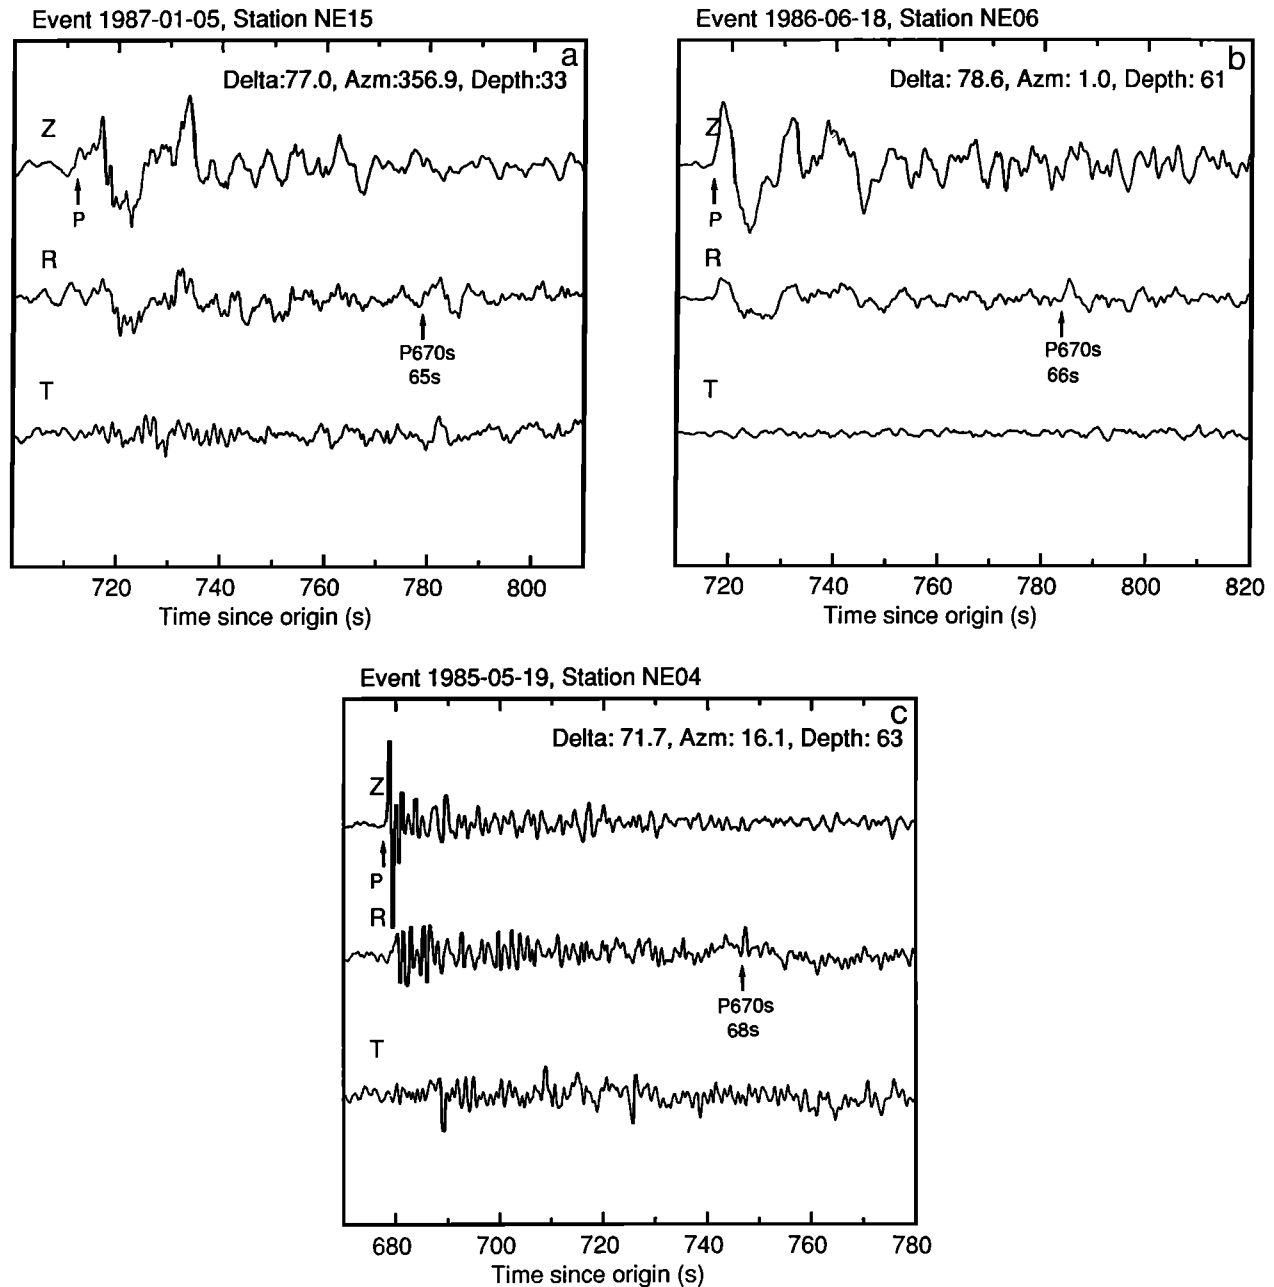 Event 1987-01-05, Station NE15
a
Delta:77.0, Azm:356.9, Depth:33
Z
P
R
P670s
65s
T
720 740 760 780 800
Time since origin (s)
Event 1986-06-18, Station NE06
b
Delta: 78.6, Azm: 1.0, Depth: 61
Z
P
R
P670s
66s
T
720 740 760 780 800 820
Time since origin (s)
Event 1985-05-19, Station NE04
c
Delta: 71.7, Azm: 16.1, Depth: 63
Z
P
R
P670s
68s
T
680 700 720 740 760 780
Time since origin (s)